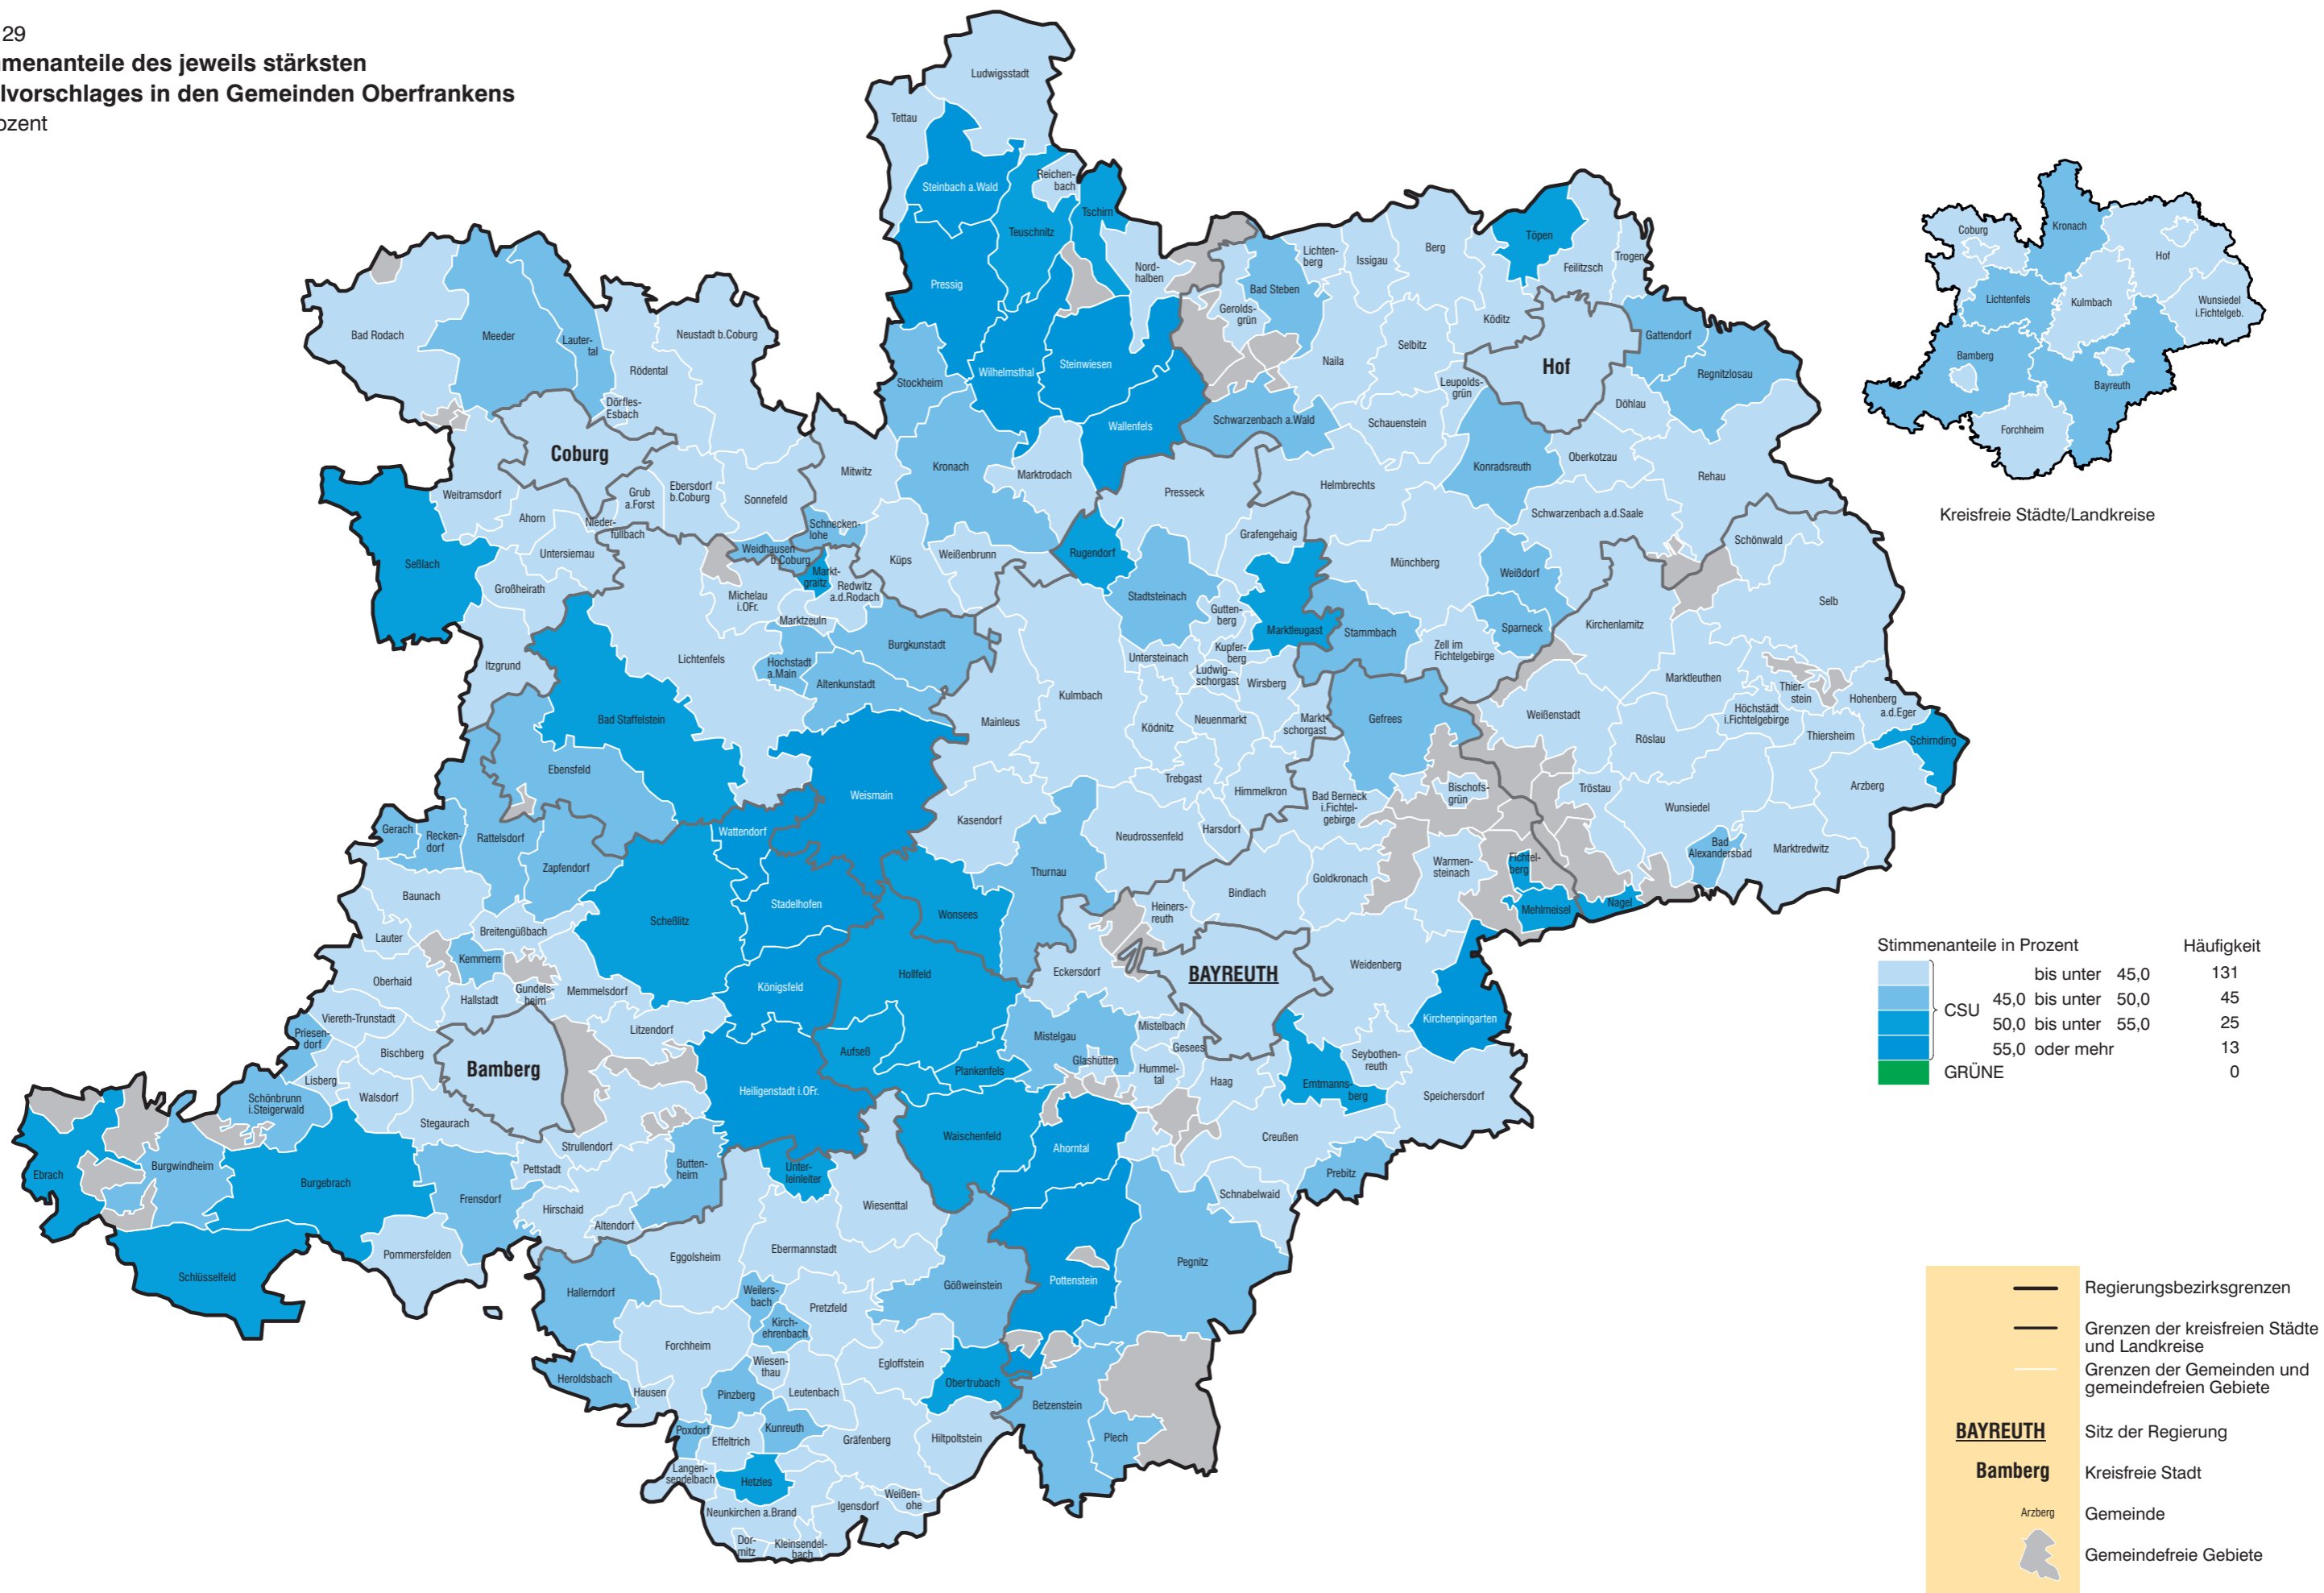 29
menanteile des jeweils stärksten
lvorschlages in den Gemeinden Oberfrankens
ozent
Ludwigsstadt
Tettau
Steinbach a.Wald
Reichen-
bach
Tschirn
Teuschnitz
Pressig
Nord-
halben
Lichten-
berg
Issigau
Berg
Töpen
Feilitzsch
Trogen
Bad Steben
Gerolds-
grün
Bad Rodach
Meeder
Lauter-
tal
Neustadt b.Coburg
Rödental
Stockheim
Wilhelmsthal
Steinwiesen
Naila
Selbitz
Köditz
Hof
Gattendorf
Regnitzlosau
Leupolds-
grün
Döhlau
Dörfles-
Esbach
Coburg
Schwarzenbach a.Wald
Schauenstein
Wallenfels
Kronach
Marktrodach
Mitwitz
Konradsreuth
Oberkotzau
Rehau
Weitramsdorf
Ahorn
Grub
a.Forst
Ebersdorf
b.Coburg
Sonnefeld
Presseck
Helmbrechts
Schwarzenbach a.d.Saale
Nieder-
füllbach
Untersiemau
Schnecken-
lohe
Weidhausen
b.Coburg
Markt-
graitz
Redwitz
a.d.Rodach
Küps
Weißenbrunn
Rugendorf
Grafengehaig
Schönwald
Seßlach
Großheirath
Michelau
i.OFr.
Marktzeuln
Stadtsteinach
Münchberg
Weißdorf
Selb
Gutten-
berg
Marktleugast
Stammbach
Sparneck
Kirchenlamitz
Itzgrund
Lichtenfels
Hochstadt
a.Main
Burgkunstadt
Altenkunstadt
Untersteinach
Kupfer-
berg
Ludwig-
schorgast
Wirsberg
Zell im
Fichtelgebirge
Marktleuthen
Thier-
stein
Hohenberg
a.d.Eger
Bad Staffelstein
Mainleus
Kulmbach
Ködnitz
Neuenmarkt
Markt-
schorgast
Gefrees
Weißenstadt
Höchstädt
i.Fichtelgebirge
Röslau
Thiersheim
Schirnding
Ebensfeld
Weismain
Trebgast
Himmelkron
Bad Berneck
i.Fichtel-
gebirge
Bischofs-
grün
Tröstau
Wunsiedel
Arzberg
Gerach
Recken-
dorf
Rattelsdorf
Zapfendorf
Wattendorf
Kasendorf
Neudrossenfeld
Harsdorf
Bad
Alexandersbad
Marktredwitz
Thurnau
Goldkronach
Warmen-
steinach
Fichtel-
berg
Baunach
Scheßlitz
Stadelhofen
Wonsees
Bindlach
Heiners-
reuth
Mehlmeisel
Nagel
Lauter
Breitengüßbach
Kemmern
Oberhaid
Hallstadt
Gundels-
heim
Memmelsdorf
Königsfeld
Hollfeld
Eckersdorf
BAYREUTH
Weidenberg
Kirchenpingarten
Viereth-Trunstadt
Priesen-
dorf
Bischberg
Bamberg
Litzendorf
Aufseß
Mistelgau
Mistelbach
Glashütten
Gesees
Hummel-
tal
Haag
Seybothen-
reuth
Lisberg
Walsdorf
Heiligenstadt i.OFr.
Plankenfels
Emtmanns-
berg
Speichersdorf
Schönbrunn
i.Steigerwald
Stegaurach
Strullendorf
Waischenfeld
Ahorntal
Creußen
Ebrach
Burgwindheim
Burgebrach
Frensdorf
Pettstadt
Butten-
heim
Unter-
leinleiter
Prebitz
Schnabelwaid
Wiesenttal
Hirschaid
Altendorf
Pommersfelden
Eggolsheim
Ebermannstadt
Pegnitz
Schlüsselfeld
Hallerndorf
Weilers-
bach
Pretzfeld
Gößweinstein
Pottenstein
Kirch-
ehrenbach
Forchheim
Wiesen-
thau
Egloffstein
Heroldsbach
Hausen
Pinzberg
Leutenbach
Obertrubach
Betzenstein
Poxdorf
Effeltrich
Kunreuth
Gräfenberg
Hiltpoltstein
Plech
Langen-
sendelbach
Hetzles
Neunkirchen a.Brand
Igensdorf
Weißen-
ohe
Dor-
mitz
Kleinsendel-
bach
Coburg
Kronach
Hof
Lichtenfels
Kulmbach
Wunsiedel
i.Fichtelgeb.
Bamberg
Bayreuth
Forchheim
Kreisfreie Städte/Landkreise
Stimmenanteile in Prozent Häufigkeit
bis unter 45,0 131
45,0 bis unter 50,0 45
CSU
50,0 bis unter 55,0 25
55,0 oder mehr 13
GRÜNE 0
Regierungsbezirksgrenzen
Grenzen der kreisfreien Städte
und Landkreise
Grenzen der Gemeinden und
gemeindefreien Gebiete
BAYREUTH Sitz der Regierung
Bamberg Kreisfreie Stadt
Arzberg Gemeinde
Gemeindefreie Gebiete